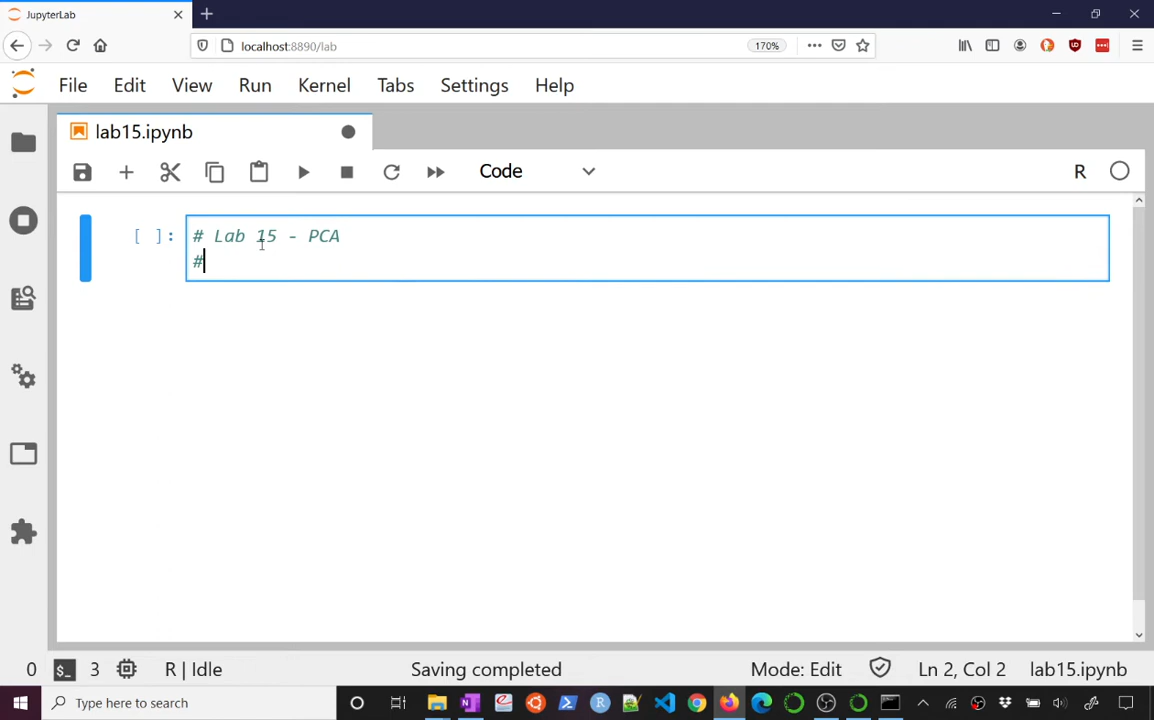 JupyterLab
localhost:8890/lab
170%
File Edit View Run Kernel Tabs Settings Help
lab15.ipynb
Code
R
[ ]: # Lab 15 - PCA
#
0 $_ 3 R | Idle Saving completed Mode: Edit Ln 2, Col 2 lab15.ipynb
Type here to search